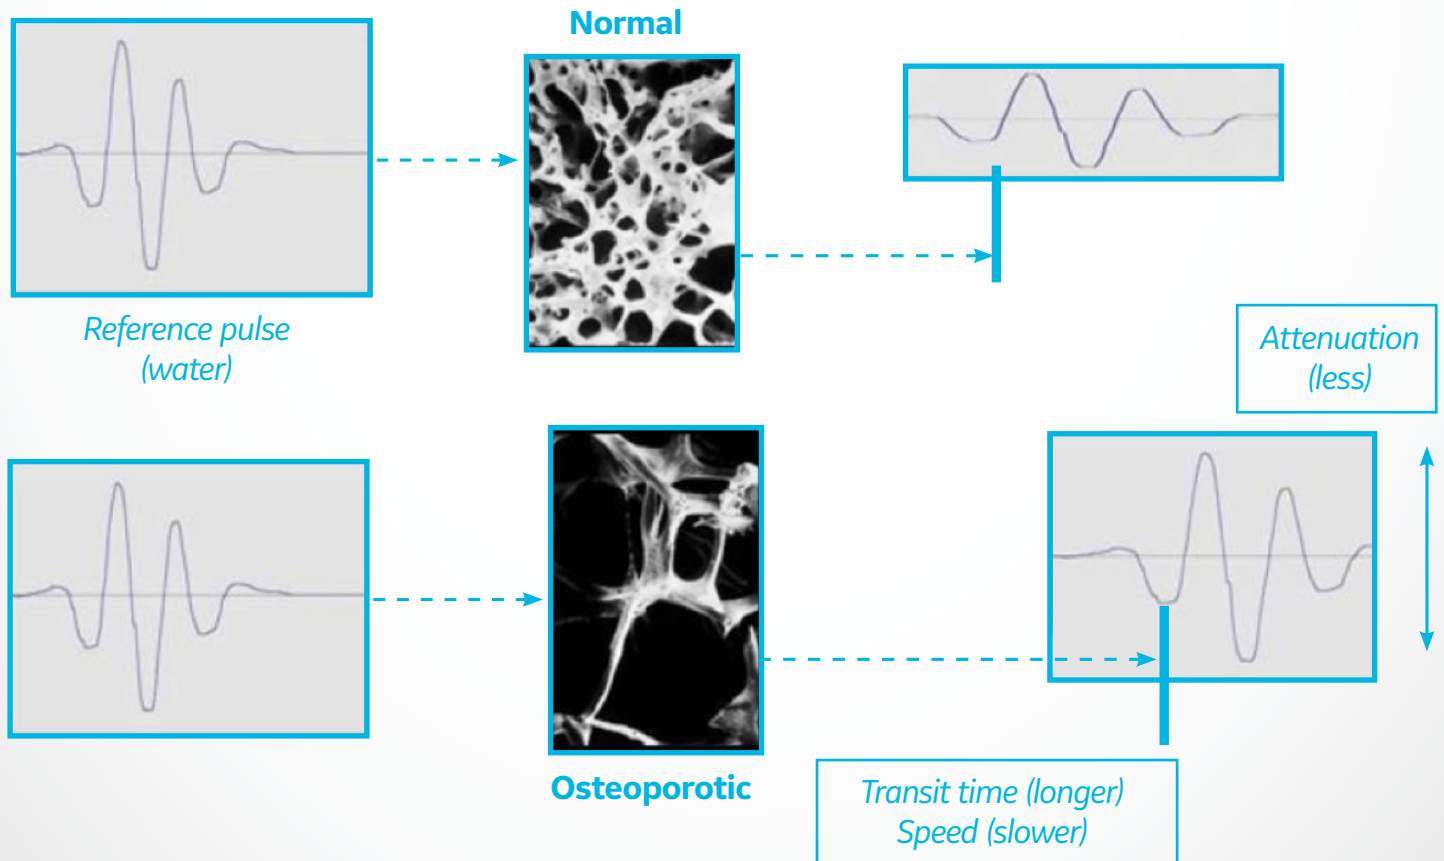 Normal
Reference pulse
(water)
Attenuation
(less)
Osteoporotic
Transit time (longer)
Speed (slower)